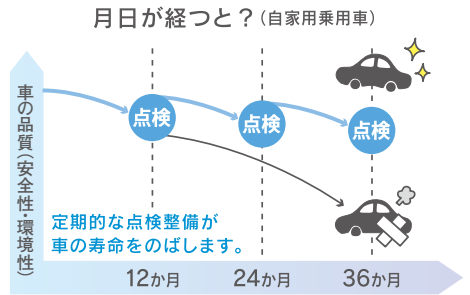 月日が経つと？(自家用乗用車)
車の品質(安全性・環境性)
点検
点検
点検
定期的な点検整備が
車の寿命をのばします。
12か月
24か月
36か月